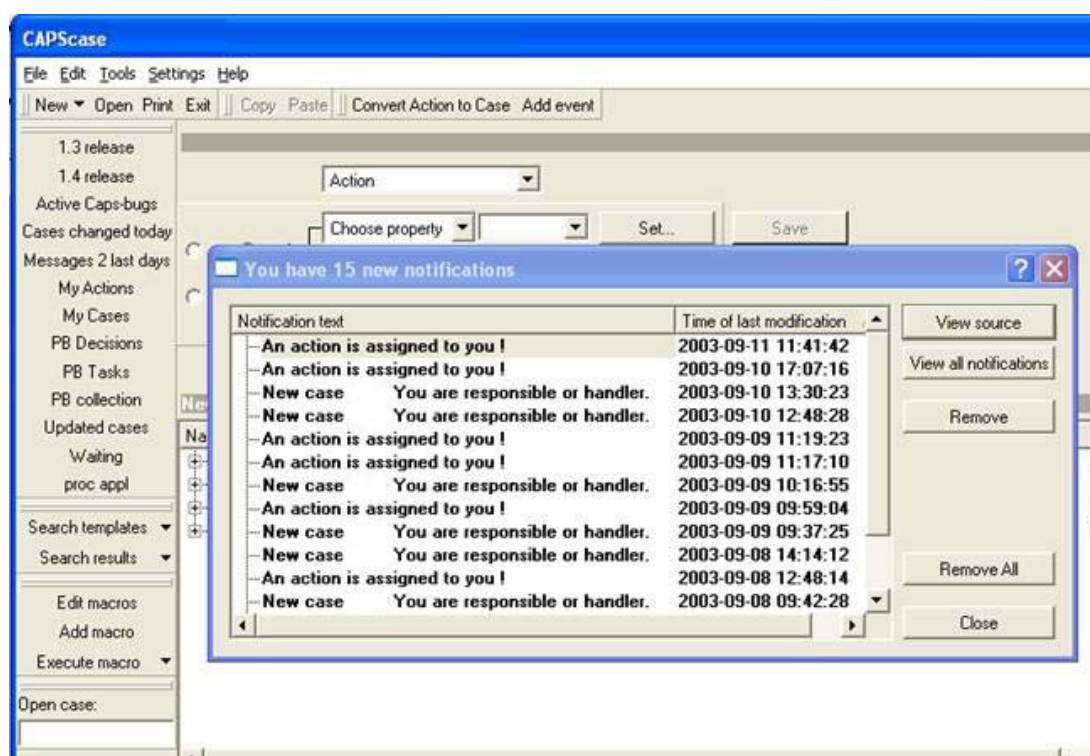 CAPScase
File Edit Tools Settings Help
New Open Print Exit Copy Paste Convert Action to Case Add event
1.3 release
1.4 release
Active Caps-bugs
Cases changed today
Messages 2 last days
My Actions
My Cases
PB Decisions
PB Tasks
PB collection
Updated cases
Waiting
proc appl
Search templates
Search results
Edit macros
Add macro
Execute macro
Open case:
Action
Choose property Set... Save
Na
You have 15 new notifications
Notification text Time of last modification
An action is assigned to you ! 2003-09-11 11:41:42
An action is assigned to you ! 2003-09-10 17:07:16
New case You are responsible or handler. 2003-09-10 13:30:23
New case You are responsible or handler. 2003-09-10 12:48:28
An action is assigned to you ! 2003-09-09 11:19:23
An action is assigned to you ! 2003-09-09 11:17:10
New case You are responsible or handler. 2003-09-09 10:16:55
An action is assigned to you ! 2003-09-09 09:59:04
New case You are responsible or handler. 2003-09-09 09:37:25
New case You are responsible or handler. 2003-09-08 14:14:12
An action is assigned to you ! 2003-09-08 12:48:14
New case You are responsible or handler. 2003-09-08 09:42:28
View source
View all notifications
Remove
Remove All
Close